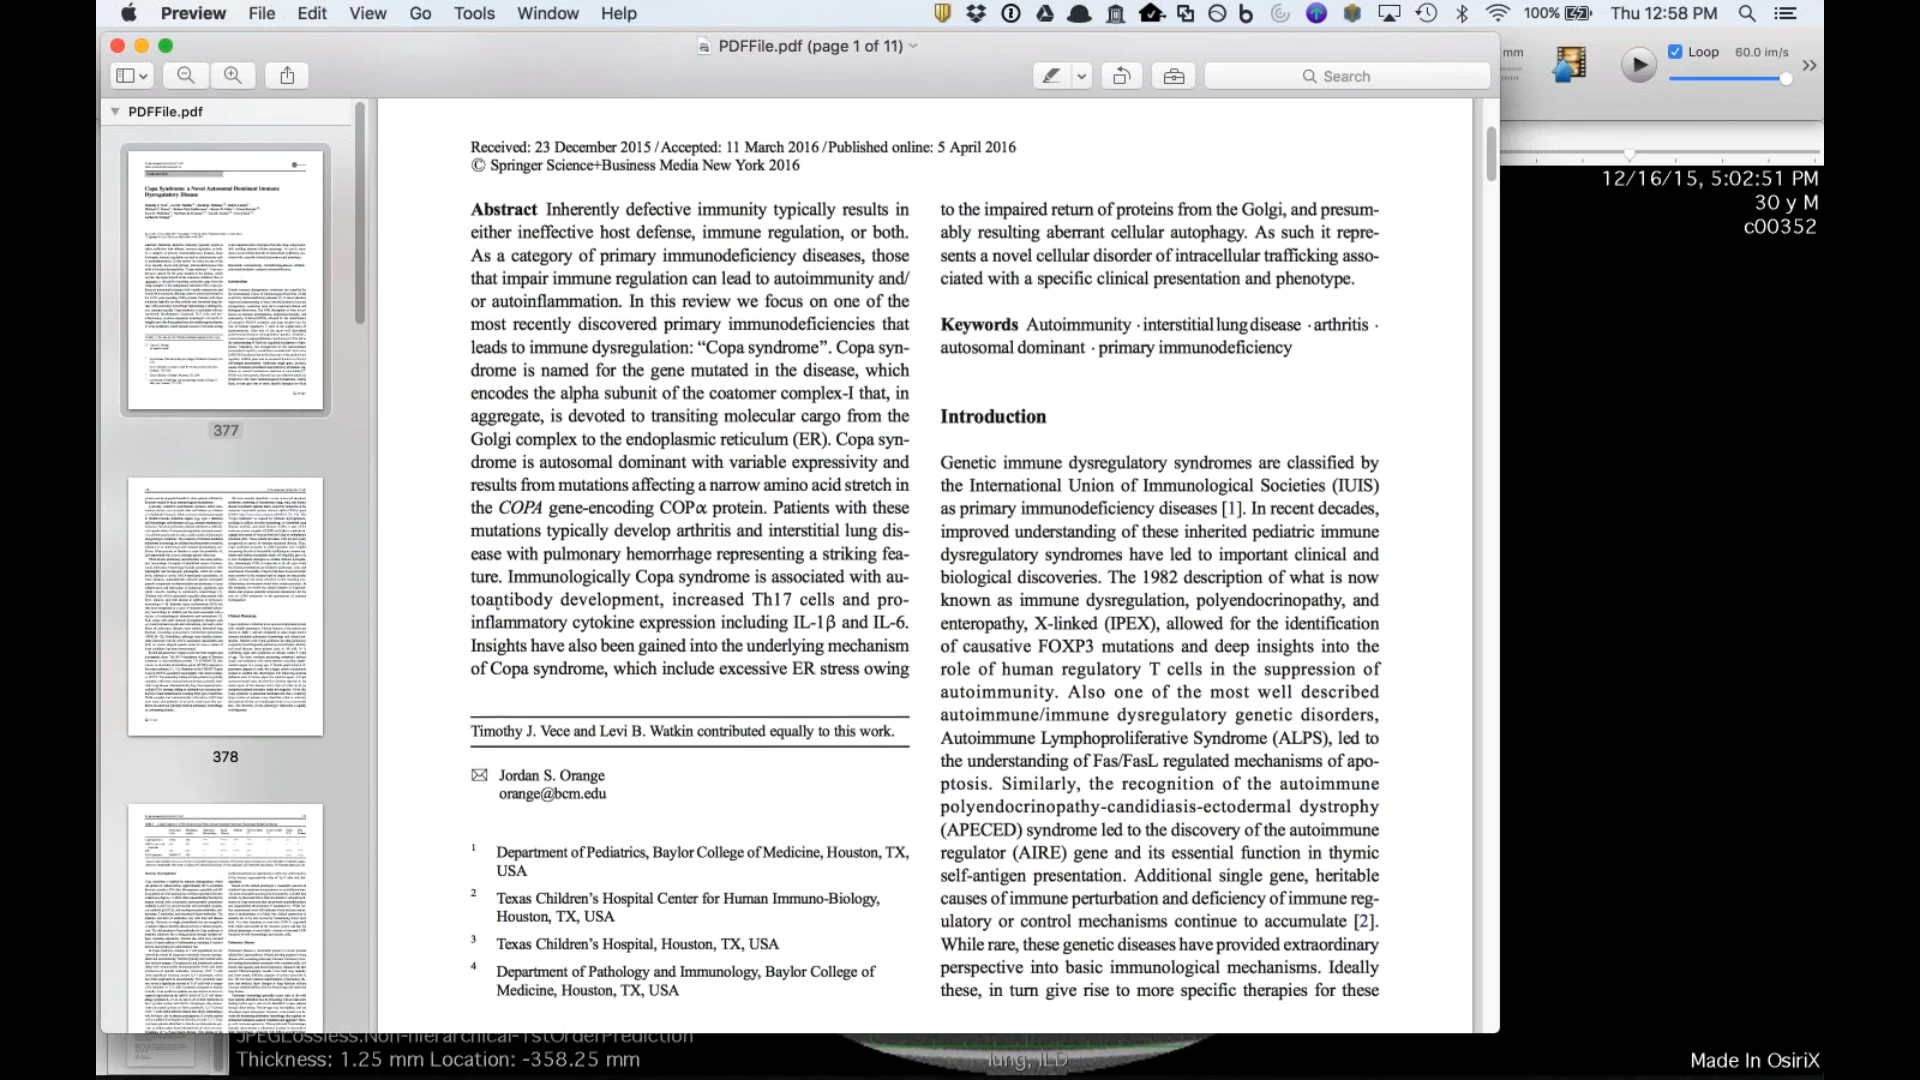 Preview File Edit View Go Tools Window Help
100% Thu 12:58 PM
PDFFile.pdf (page 1 of 11)
Search
mm
Loop 60.0 im/s
PDFFile.pdf
377
378
12/16/15, 5:02:51 PM
30 y M
c00352
Received: 23 December 2015 / Accepted: 11 March 2016 / Published online: 5 April 2016
© Springer Science+Business Media New York 2016
Abstract Inherently defective immunity typically results in
either ineffective host defense, immune regulation, or both.
As a category of primary immunodeficiency diseases, those
that impair immune regulation can lead to autoimmunity and/
or autoinflammation. In this review we focus on one of the
most recently discovered primary immunodeficiencies that
leads to immune dysregulation: “Copa syndrome”. Copa syn-
drome is named for the gene mutated in the disease, which
encodes the alpha subunit of the coatomer complex-I that, in
aggregate, is devoted to transiting molecular cargo from the
Golgi complex to the endoplasmic reticulum (ER). Copa syn-
drome is autosomal dominant with variable expressivity and
results from mutations affecting a narrow amino acid stretch in
the COPA gene-encoding COPα protein. Patients with these
mutations typically develop arthritis and interstitial lung dis-
ease with pulmonary hemorrhage representing a striking fea-
ture. Immunologically Copa syndrome is associated with au-
toantibody development, increased Th17 cells and pro-
inflammatory cytokine expression including IL-1β and IL-6.
Insights have also been gained into the underlying mechanism
of Copa syndrome, which include excessive ER stress owing
Timothy J. Vece and Levi B. Watkin contributed equally to this work.
Jordan S. Orange
orange@bcm.edu
1 Department of Pediatrics, Baylor College of Medicine, Houston, TX,
USA
2 Texas Children’s Hospital Center for Human Immuno-Biology,
Houston, TX, USA
3 Texas Children’s Hospital, Houston, TX, USA
4 Department of Pathology and Immunology, Baylor College of
Medicine, Houston, TX, USA
to the impaired return of proteins from the Golgi, and presum-
ably resulting aberrant cellular autophagy. As such it repre-
sents a novel cellular disorder of intracellular trafficking asso-
ciated with a specific clinical presentation and phenotype.
Keywords Autoimmunity · interstitial lung disease · arthritis ·
autosomal dominant · primary immunodeficiency
Introduction
Genetic immune dysregulatory syndromes are classified by
the International Union of Immunological Societies (IUIS)
as primary immunodeficiency diseases [1]. In recent decades,
improved understanding of these inherited pediatric immune
dysregulatory syndromes have led to important clinical and
biological discoveries. The 1982 description of what is now
known as immune dysregulation, polyendocrinopathy, and
enteropathy, X-linked (IPEX), allowed for the identification
of causative FOXP3 mutations and deep insights into the
role of human regulatory T cells in the suppression of
autoimmunity. Also one of the most well described
autoimmune/immune dysregulatory genetic disorders,
Autoimmune Lymphoproliferative Syndrome (ALPS), led to
the understanding of Fas/FasL regulated mechanisms of apo-
ptosis. Similarly, the recognition of the autoimmune
polyendocrinopathy-candidiasis-ectodermal dystrophy
(APECED) syndrome led to the discovery of the autoimmune
regulator (AIRE) gene and its essential function in thymic
self-antigen presentation. Additional single gene, heritable
causes of immune perturbation and deficiency of immune reg-
ulatory or control mechanisms continue to accumulate [2].
While rare, these genetic diseases have provided extraordinary
perspective into basic immunological mechanisms. Ideally
these, in turn give rise to more specific therapies for these
JPEGLossless.Non-hierarchical-1stOrderPrediction
Thickness: 1.25 mm Location: -358.25 mm
lung, ILD
Made In OsiriX